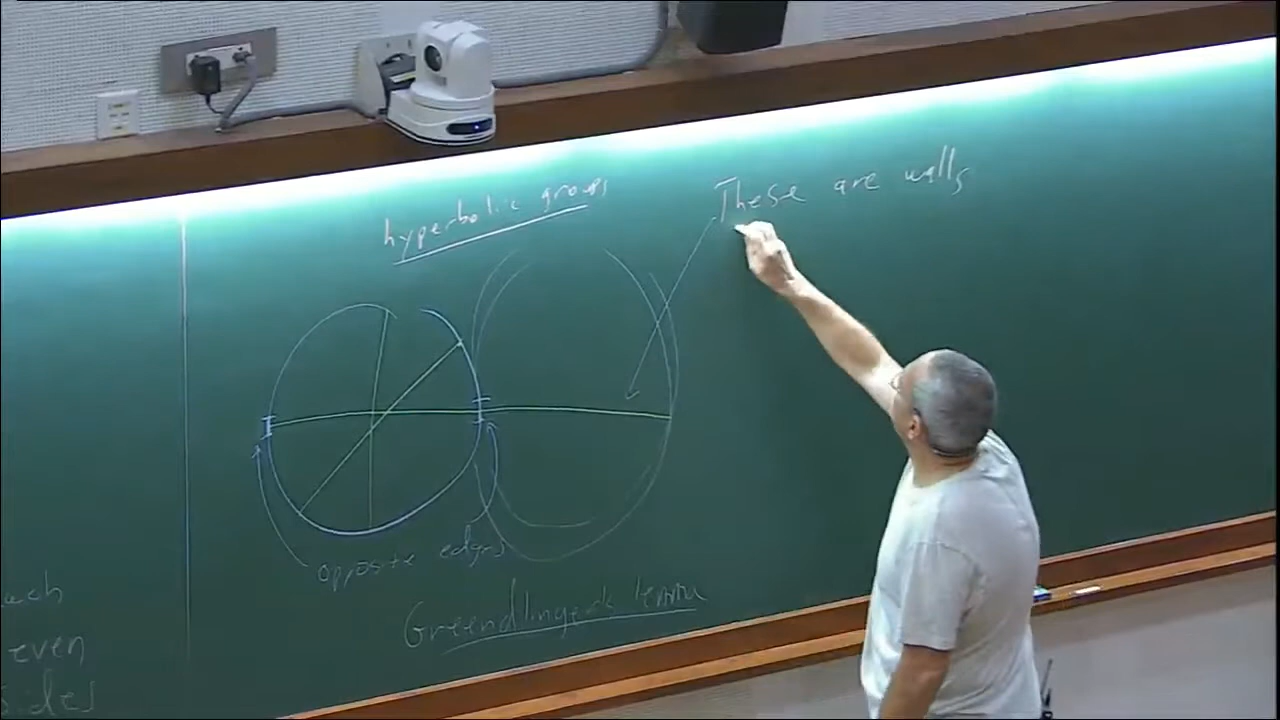 hyperbolic groups
These are walls
opposite edges
Greendlinger's lemma
each
even
sides